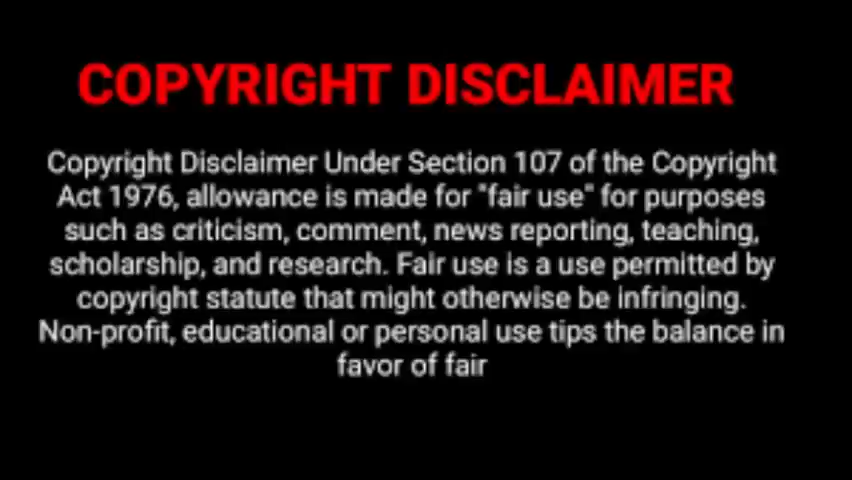 COPYRIGHT DISCLAIMER
Copyright Disclaimer Under Section 107 of the Copyright
Act 1976, allowance is made for "fair use" for purposes
such as criticism, comment, news reporting, teaching,
scholarship, and research. Fair use is a use permitted by
copyright statute that might otherwise be infringing.
Non-profit, educational or personal use tips the balance in
favor of fair